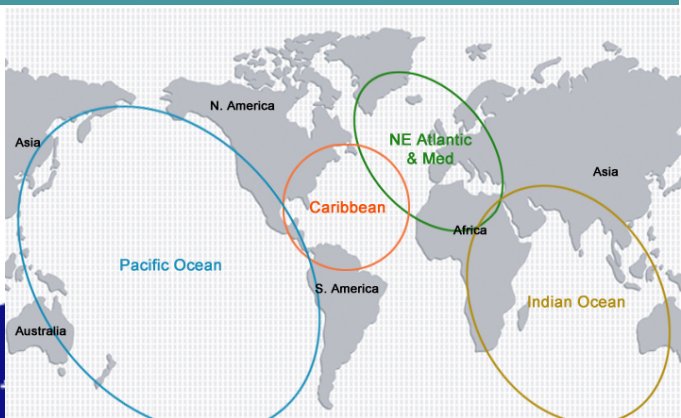 N. America
Asia
NE Atlantic
& Med
Asia
Caribbean
Africa
Pacific Ocean
S. America
Indian Ocean
Australia